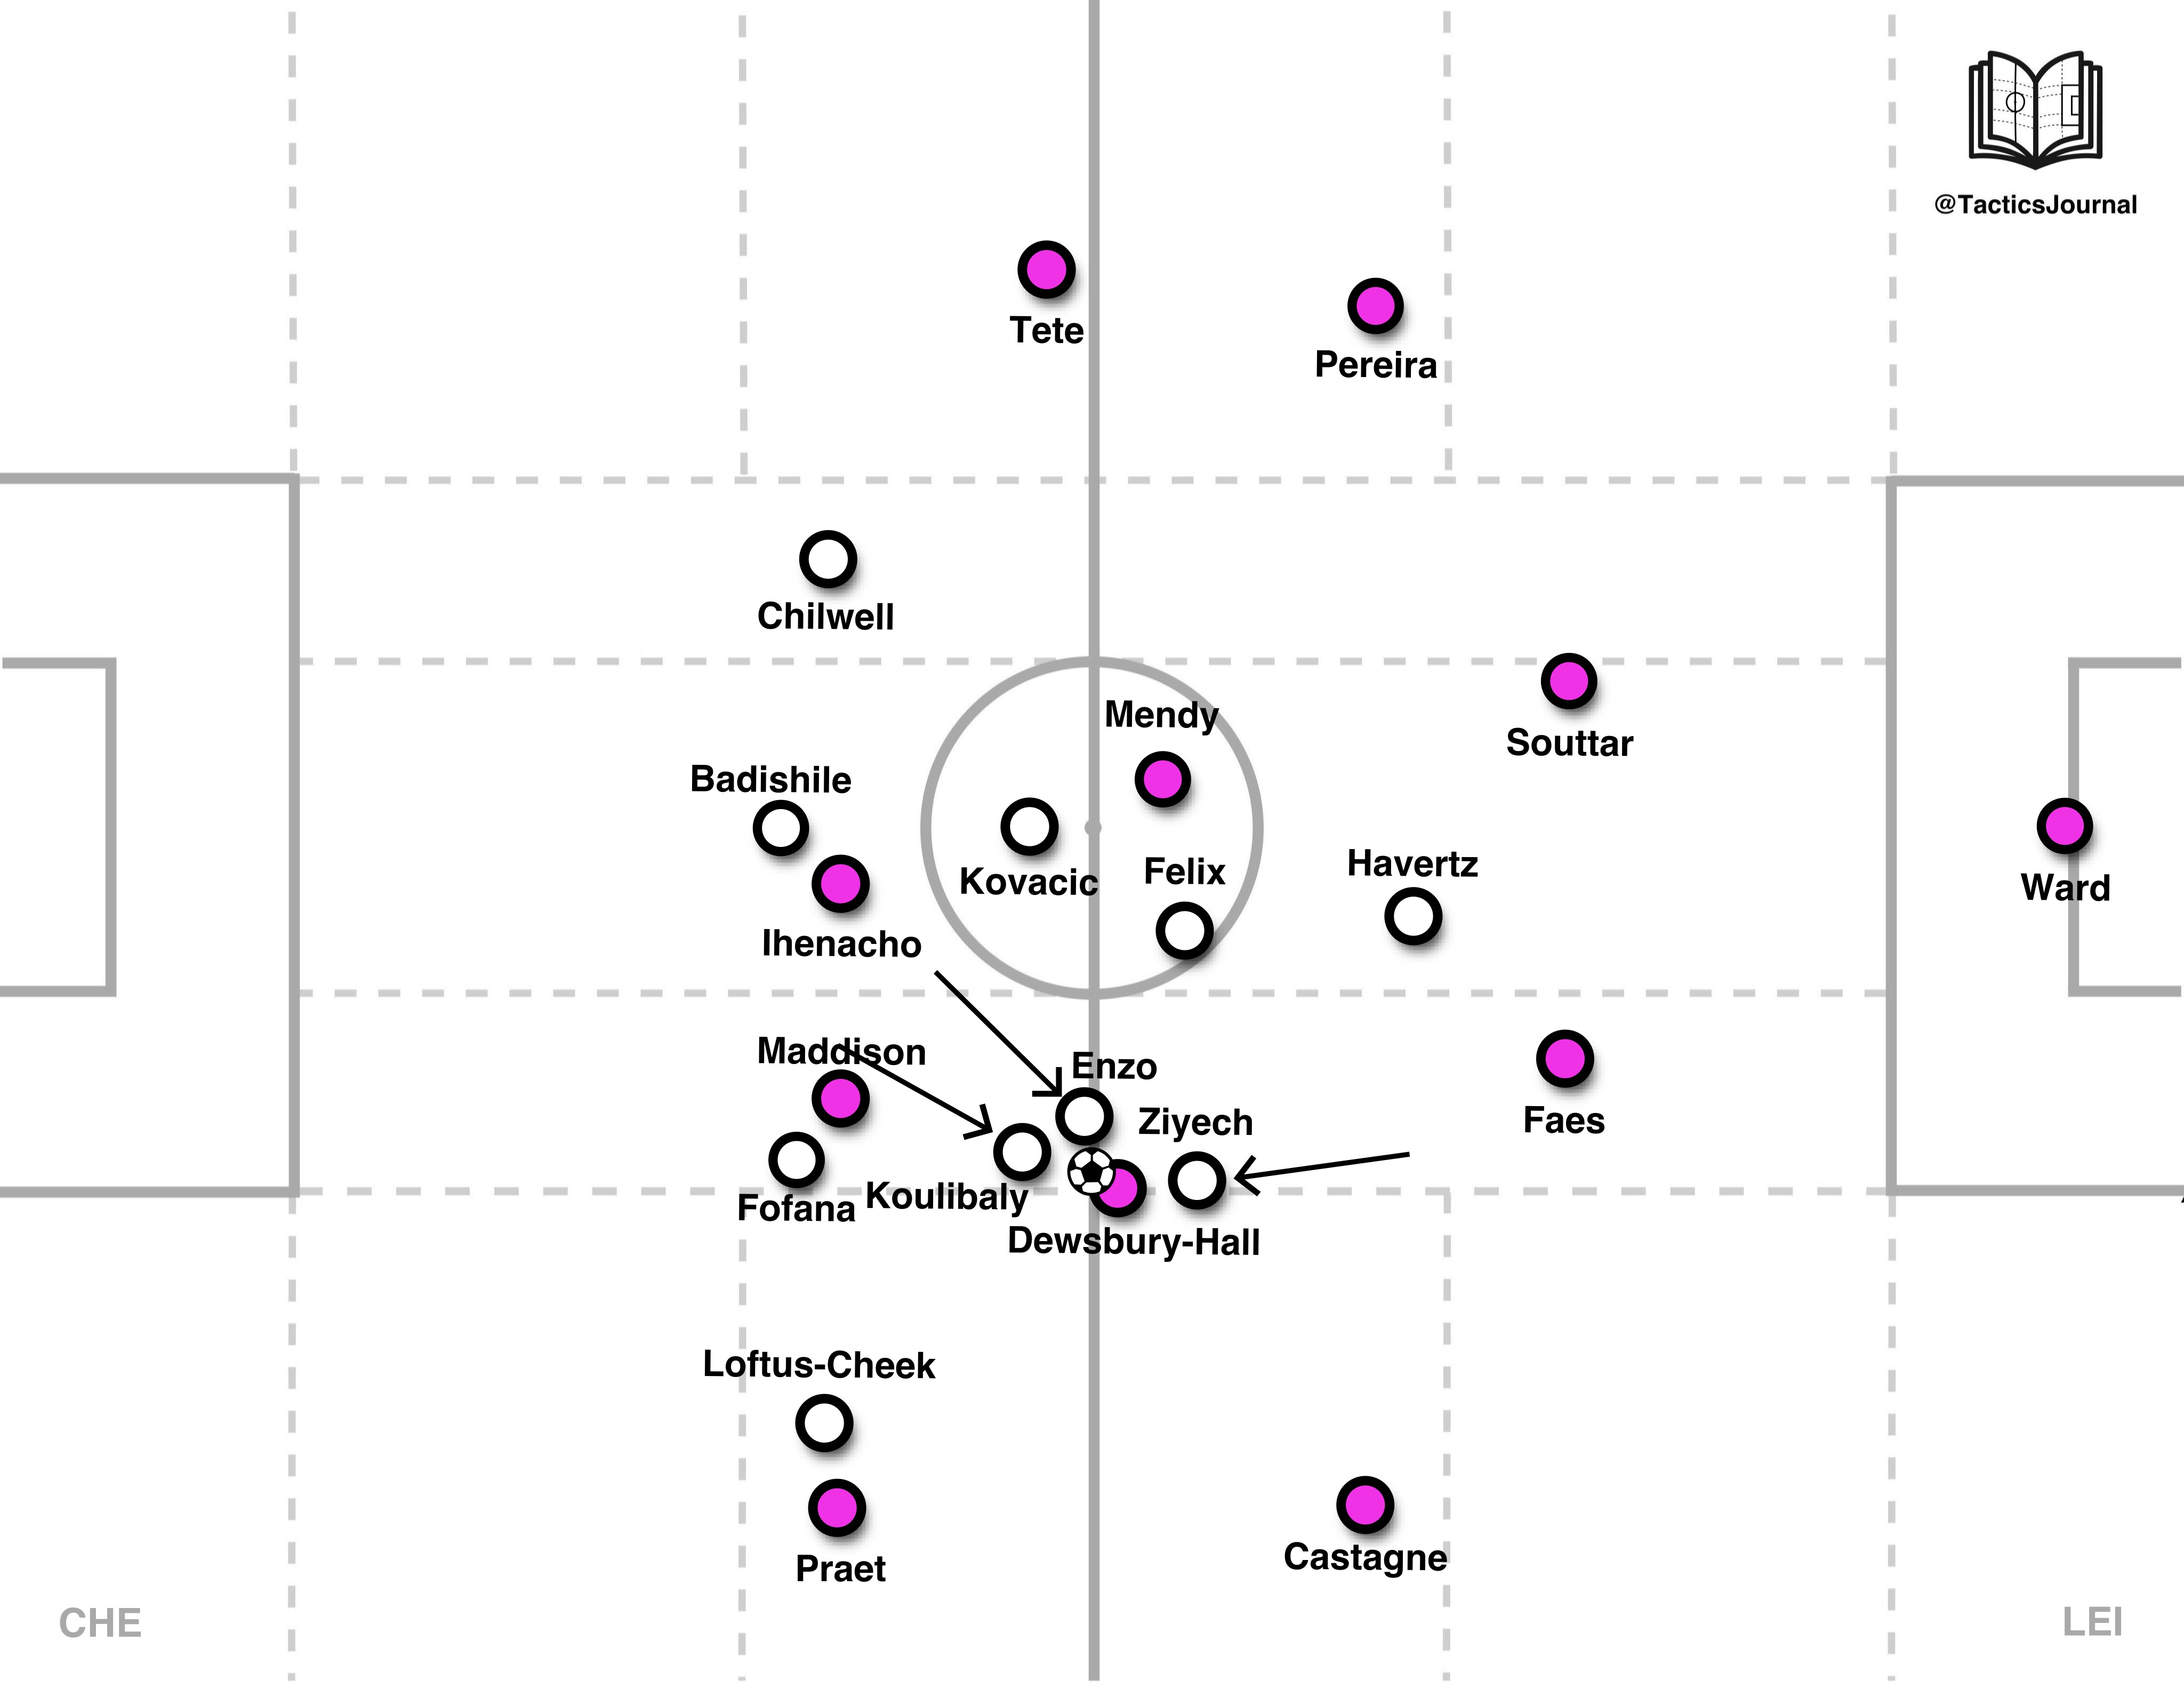 @TacticsJournal
Tete
Pereira
Chilwell
Mendy
Souttar
Badishile
Kovacic
Felix
Havertz
Ward
Ihenacho
Maddison
Enzo
Ziyech
Faes
Fofana
Koulibaly
Dewsbury-Hall
Loftus-Cheek
Praet
Castagne
CHE
LEI